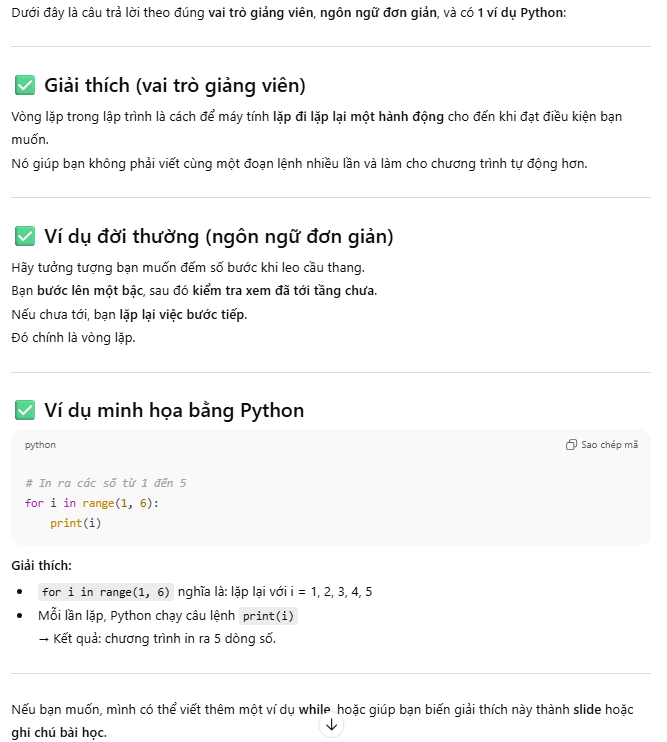 Dưới đây là câu trả lời theo đúng vai trò giảng viên, ngôn ngữ đơn giản, và có 1 ví dụ Python:
Giải thích (vai trò giảng viên)
Vòng lặp trong lập trình là cách để máy tính lặp đi lặp lại một hành động cho đến khi đạt điều kiện bạn
muốn.
Nó giúp bạn không phải viết cùng một đoạn lệnh nhiều lần và làm cho chương trình tự động hơn.
Ví dụ đời thường (ngôn ngữ đơn giản)
Hãy tưởng tượng bạn muốn đếm số bước khi leo cầu thang.
Bạn bước lên một bậc, sau đó kiểm tra xem đã tới tầng chưa.
Nếu chưa tới, bạn lặp lại việc bước tiếp.
Đó chính là vòng lặp.
Ví dụ minh họa bằng Python
python
Sao chép mã
# In ra các số từ 1 đến 5
for i in range(1, 6):
    print(i)
Giải thích:
• for i in range(1, 6) nghĩa là: lặp lại với i = 1, 2, 3, 4, 5
• Mỗi lần lặp, Python chạy câu lệnh print(i)
→ Kết quả: chương trình in ra 5 dòng số.
Nếu bạn muốn, mình có thể viết thêm một ví dụ while, hoặc giúp bạn biến giải thích này thành slide hoặc
ghi chú bài học.